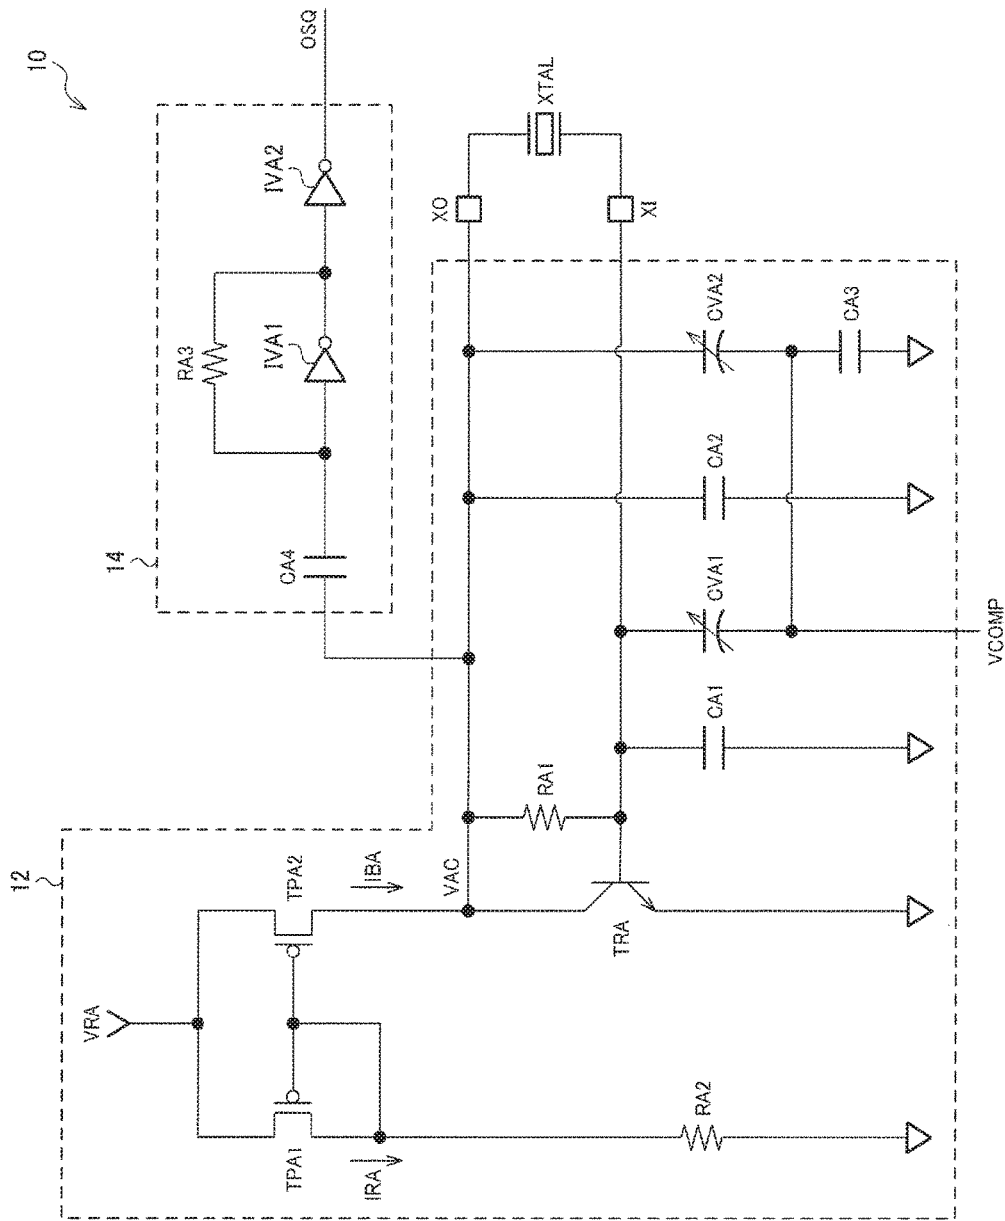 10
OSQ
14
IVA2
RA3
IVA1
CA4
XTAL
XO
XI
12
VRA
TPA2
IBA
VAC
TPA1
IRA
RA1
TRA
CVA2
CA3
CA2
CVA1
CA1
RA2
VCOMP